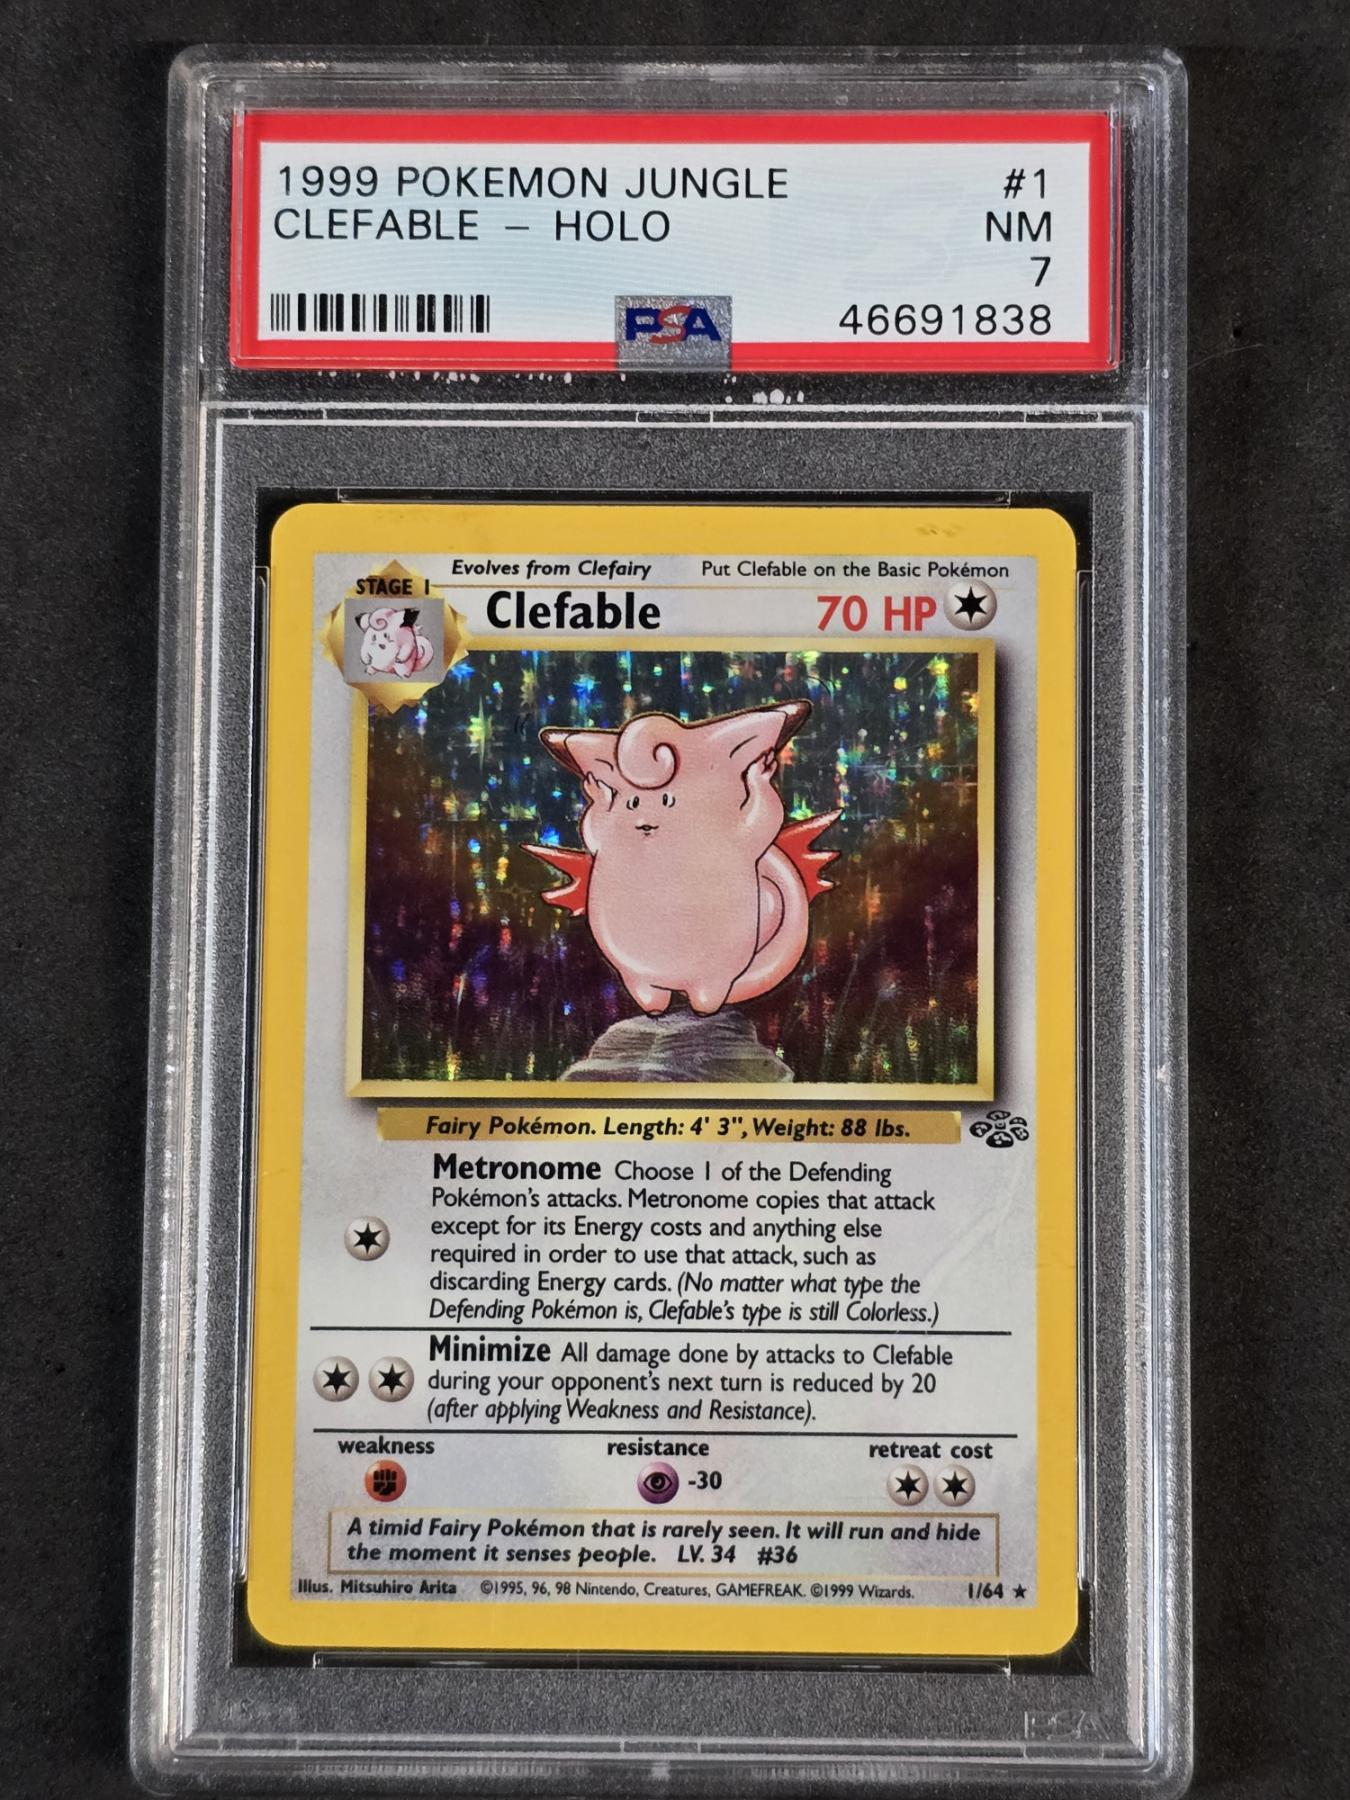 1999 POKEMON JUNGLE #1
CLEFABLE – HOLO NM
7
PSA 46691838
Evolves from Clefairy Put Clefable on the Basic Pokémon
STAGE 1
Clefable 70 HP
Fairy Pokémon. Length: 4' 3", Weight: 88 lbs.
Metronome Choose 1 of the Defending
Pokémon's attacks. Metronome copies that attack
except for its Energy costs and anything else
required in order to use that attack, such as
discarding Energy cards. (No matter what type the
Defending Pokémon is, Clefable's type is still Colorless.)
Minimize All damage done by attacks to Clefable
during your opponent's next turn is reduced by 20
(after applying Weakness and Resistance).
weakness resistance retreat cost
-30
A timid Fairy Pokémon that is rarely seen. It will run and hide
the moment it senses people. LV. 34 #36
Illus. Mitsuhiro Arita ©1995, 96, 98 Nintendo, Creatures, GAMEFREAK. ©1999 Wizards. 1/64 ★
PSA